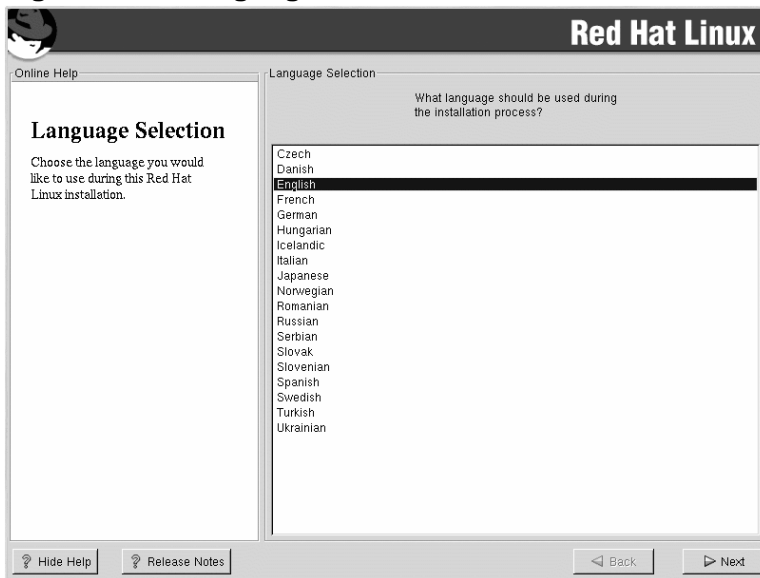 Red Hat Linux
Online Help
Language Selection
Choose the language you would
like to use during this Red Hat
Linux installation.
Language Selection
What language should be used during
the installation process?
Czech
Danish
English
French
German
Hungarian
Icelandic
Italian
Japanese
Norwegian
Romanian
Russian
Serbian
Slovak
Slovenian
Spanish
Swedish
Turkish
Ukrainian
Hide Help
Release Notes
Back
Next